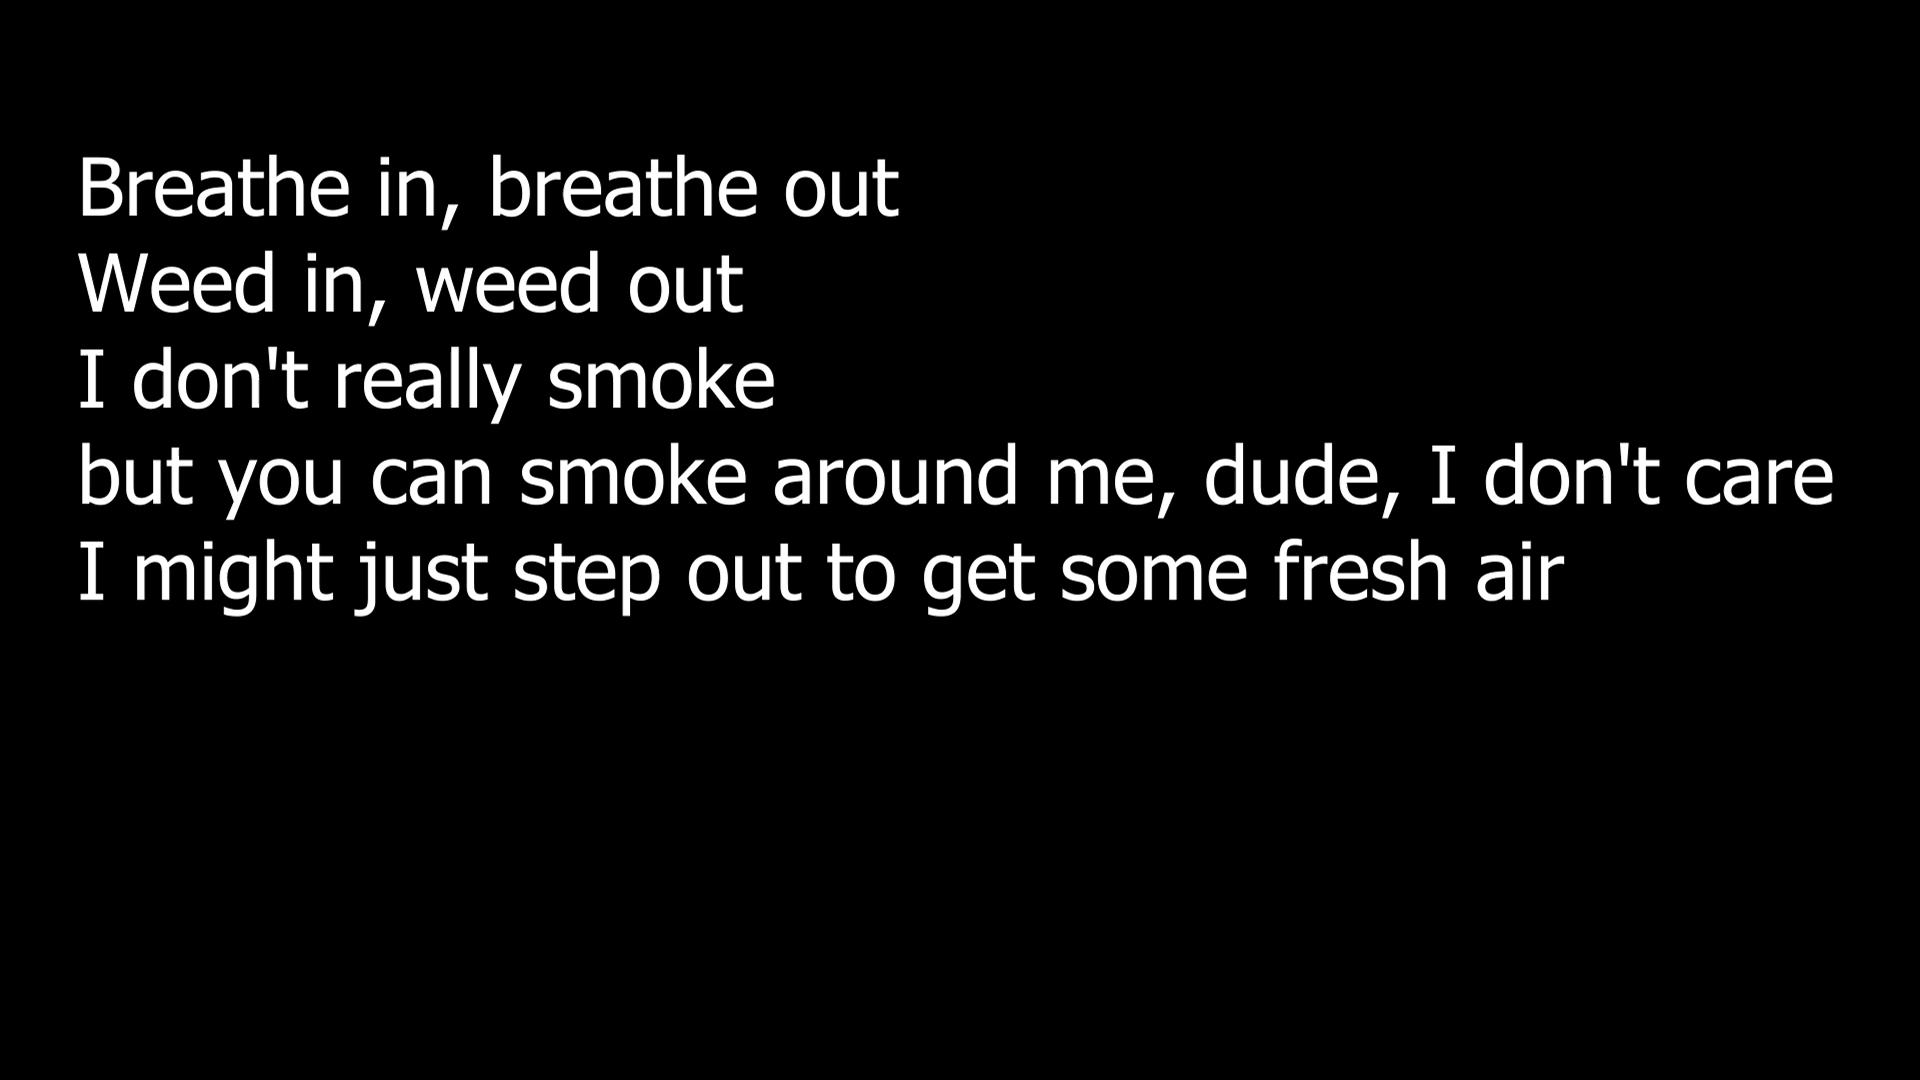 Breathe in, breathe out
Weed in, weed out
I don't really smoke
but you can smoke around me, dude, I don't care
I might just step out to get some fresh air